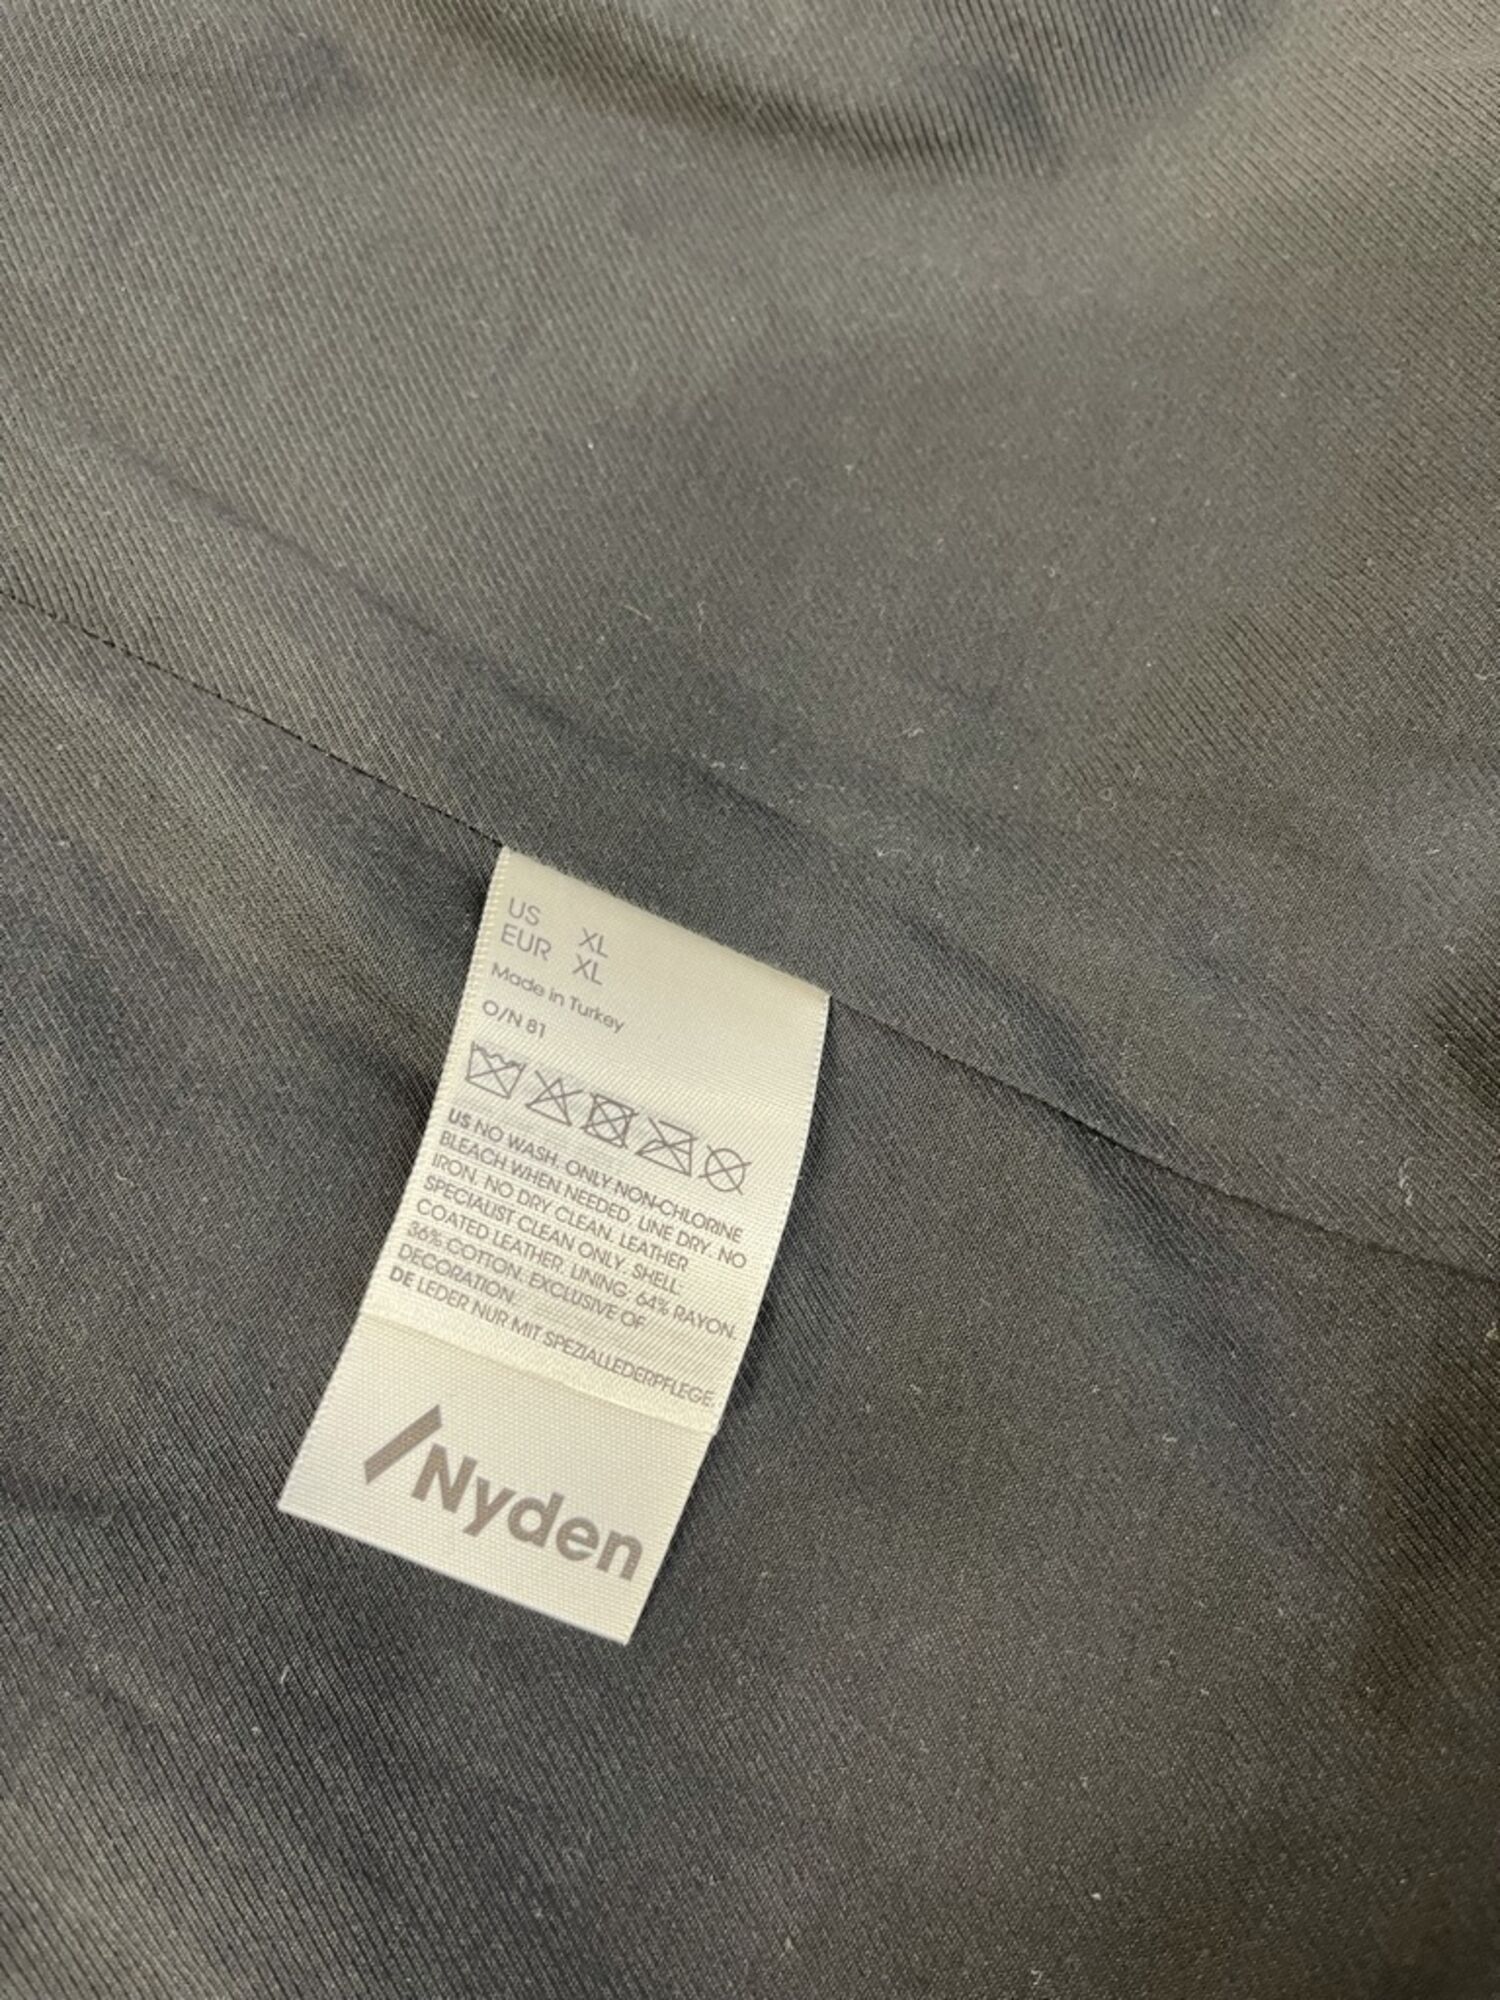 US XL
EUR XL
Made in Turkey
O/N 81
US NO WASH. ONLY NON-CHLORINE
BLEACH WHEN NEEDED. LINE DRY. NO
IRON. NO DRY CLEAN. LEATHER
SPECIALIST CLEAN ONLY. SHELL:
COATED LEATHER. LINING: 64% RAYON.
36% COTTON. EXCLUSIVE OF
DECORATION.
DE LEDER NUR MIT SPEZIALLEDERPFLEGE.
Nyden